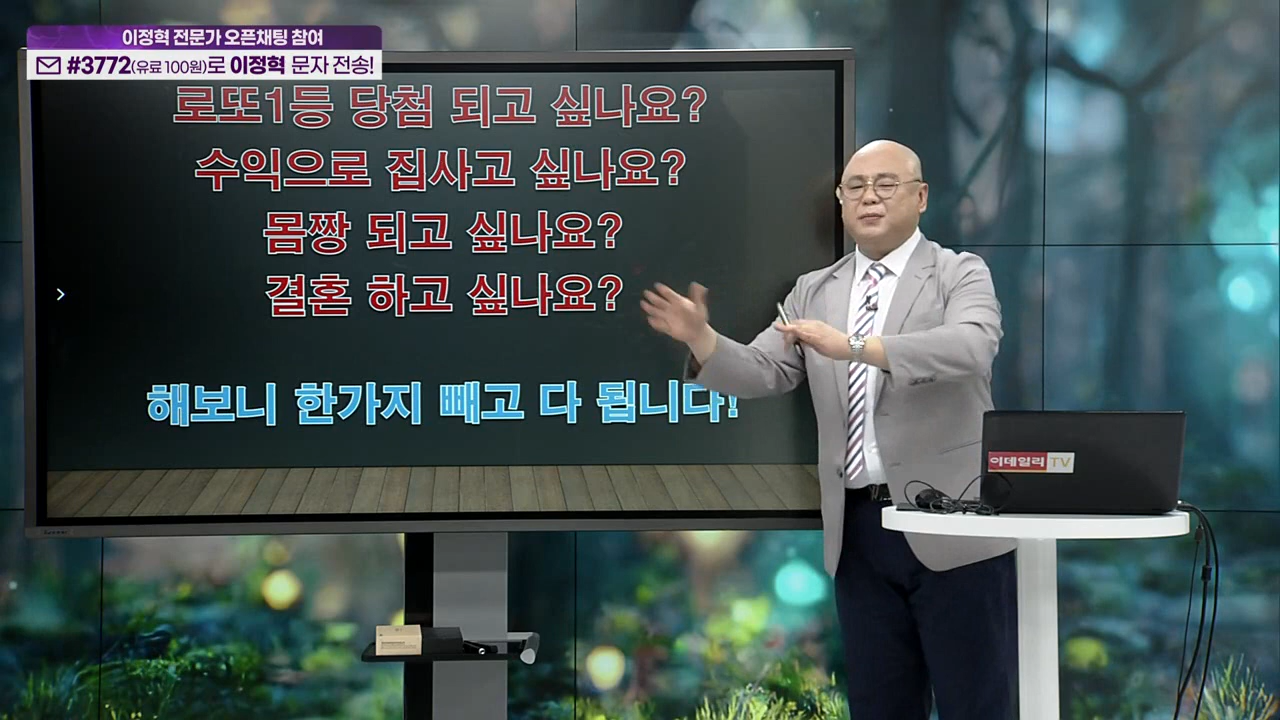 이정혁 전문가 오픈채팅 참여
#3772(유료 100원)로 이정혁 문자 전송!
로또1등 당첨 되고 싶나요?
수익으로 집사고 싶나요?
몸짱 되고 싶나요?
결혼 하고 싶나요?
해보니 한가지 빼고 다 됩니다!
이데일리 TV